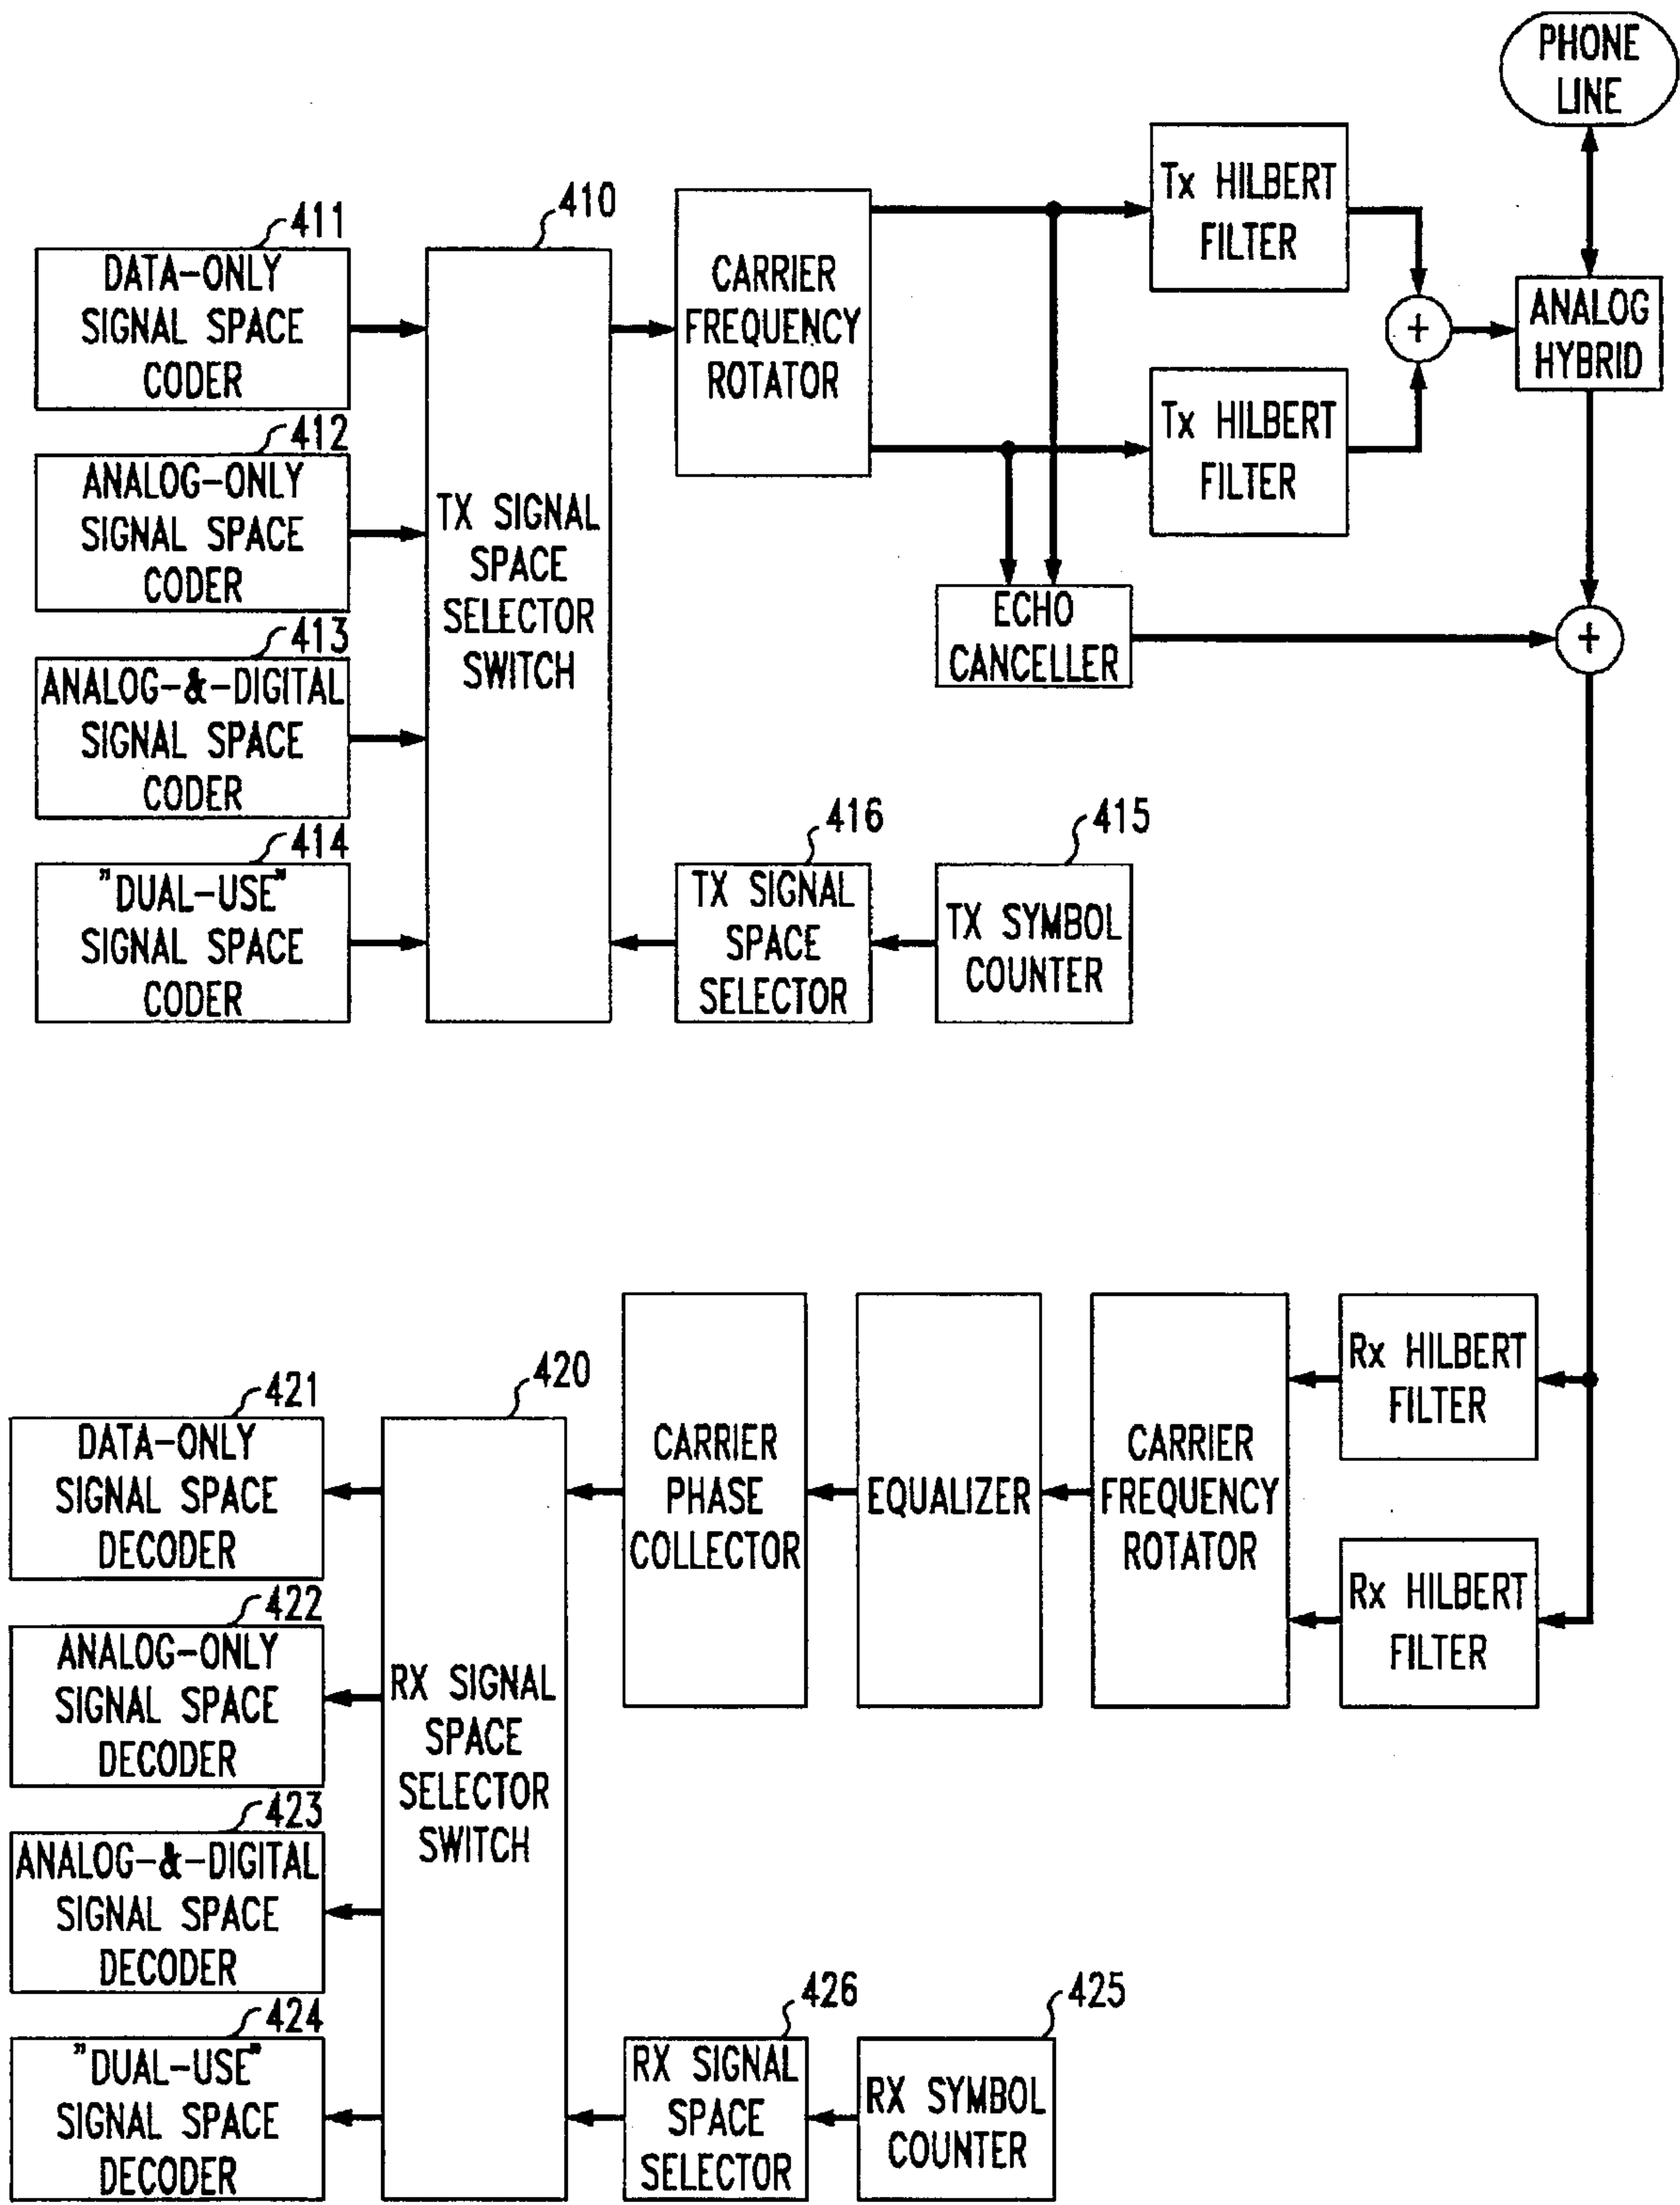 PHONE
LINE
411
DATA-ONLY
SIGNAL SPACE
CODER
412
ANALOG-ONLY
SIGNAL SPACE
CODER
413
ANALOG-&-DIGITAL
SIGNAL SPACE
CODER
414
"DUAL-USE"
SIGNAL SPACE
CODER
410
TX SIGNAL
SPACE
SELECTOR
SWITCH
CARRIER
FREQUENCY
ROTATOR
Tx HILBERT
FILTER
Tx HILBERT
FILTER
+
ANALOG
HYBRID
ECHO
CANCELLER
+
416
TX SIGNAL
SPACE
SELECTOR
415
TX SYMBOL
COUNTER
421
DATA-ONLY
SIGNAL SPACE
DECODER
422
ANALOG-ONLY
SIGNAL SPACE
DECODER
423
ANALOG-&-DIGITAL
SIGNAL SPACE
DECODER
424
"DUAL-USE"
SIGNAL SPACE
DECODER
420
RX SIGNAL
SPACE
SELECTOR
SWITCH
CARRIER
PHASE
COLLECTOR
EQUALIZER
CARRIER
FREQUENCY
ROTATOR
Rx HILBERT
FILTER
Rx HILBERT
FILTER
426
RX SIGNAL
SPACE
SELECTOR
425
RX SYMBOL
COUNTER